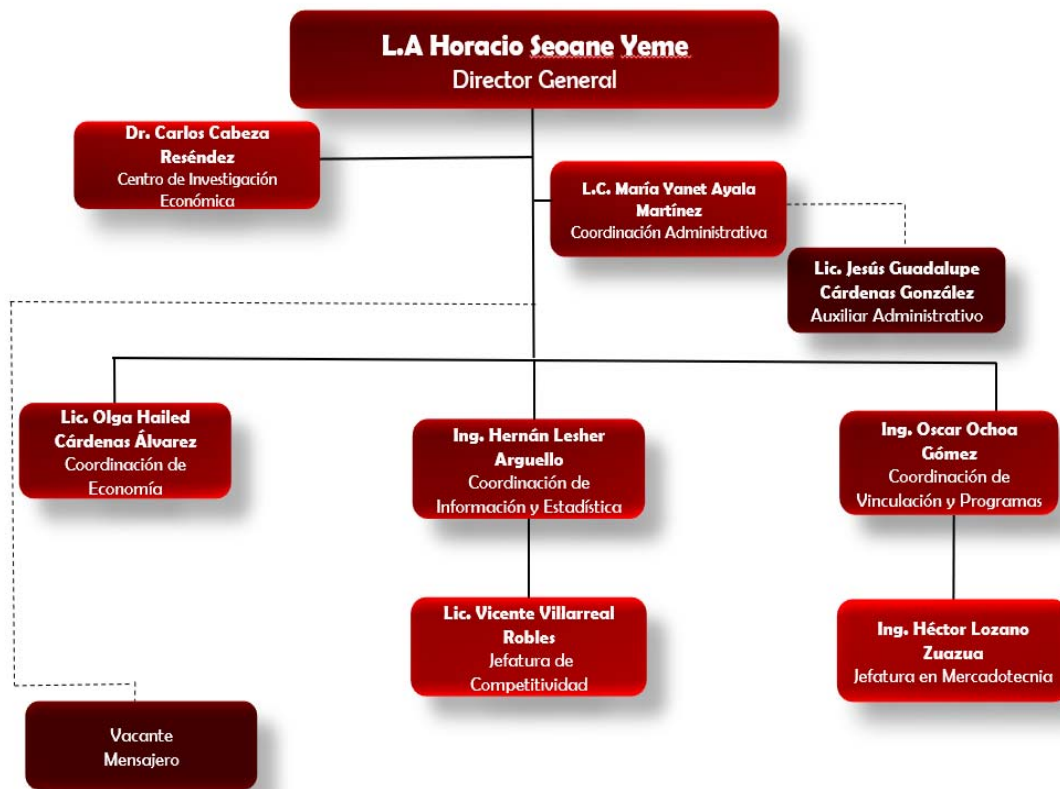 L.A Horacio Seoane Yeme
Director General
Dr. Carlos Cabeza
Reséndez
Centro de Investigación
Económica
L.C. María Yanet Ayala
Martínez
Coordinación Administrativa
Lic. Jesús Guadalupe
Cárdenas González
Auxiliar Administrativo
Lic. Olga Hailed
Cárdenas Álvarez
Coordinación de
Economía
Ing. Hernán Lesher
Arguello
Coordinación de
Información y Estadística
Ing. Oscar Ochoa
Gómez
Coordinación de
Vinculación y Programas
Lic. Vicente Villarreal
Robles
Jefatura de
Competitividad
Ing. Héctor Lozano
Zuazua
Jefatura en Mercadotecnia
Vacante
Mensajero